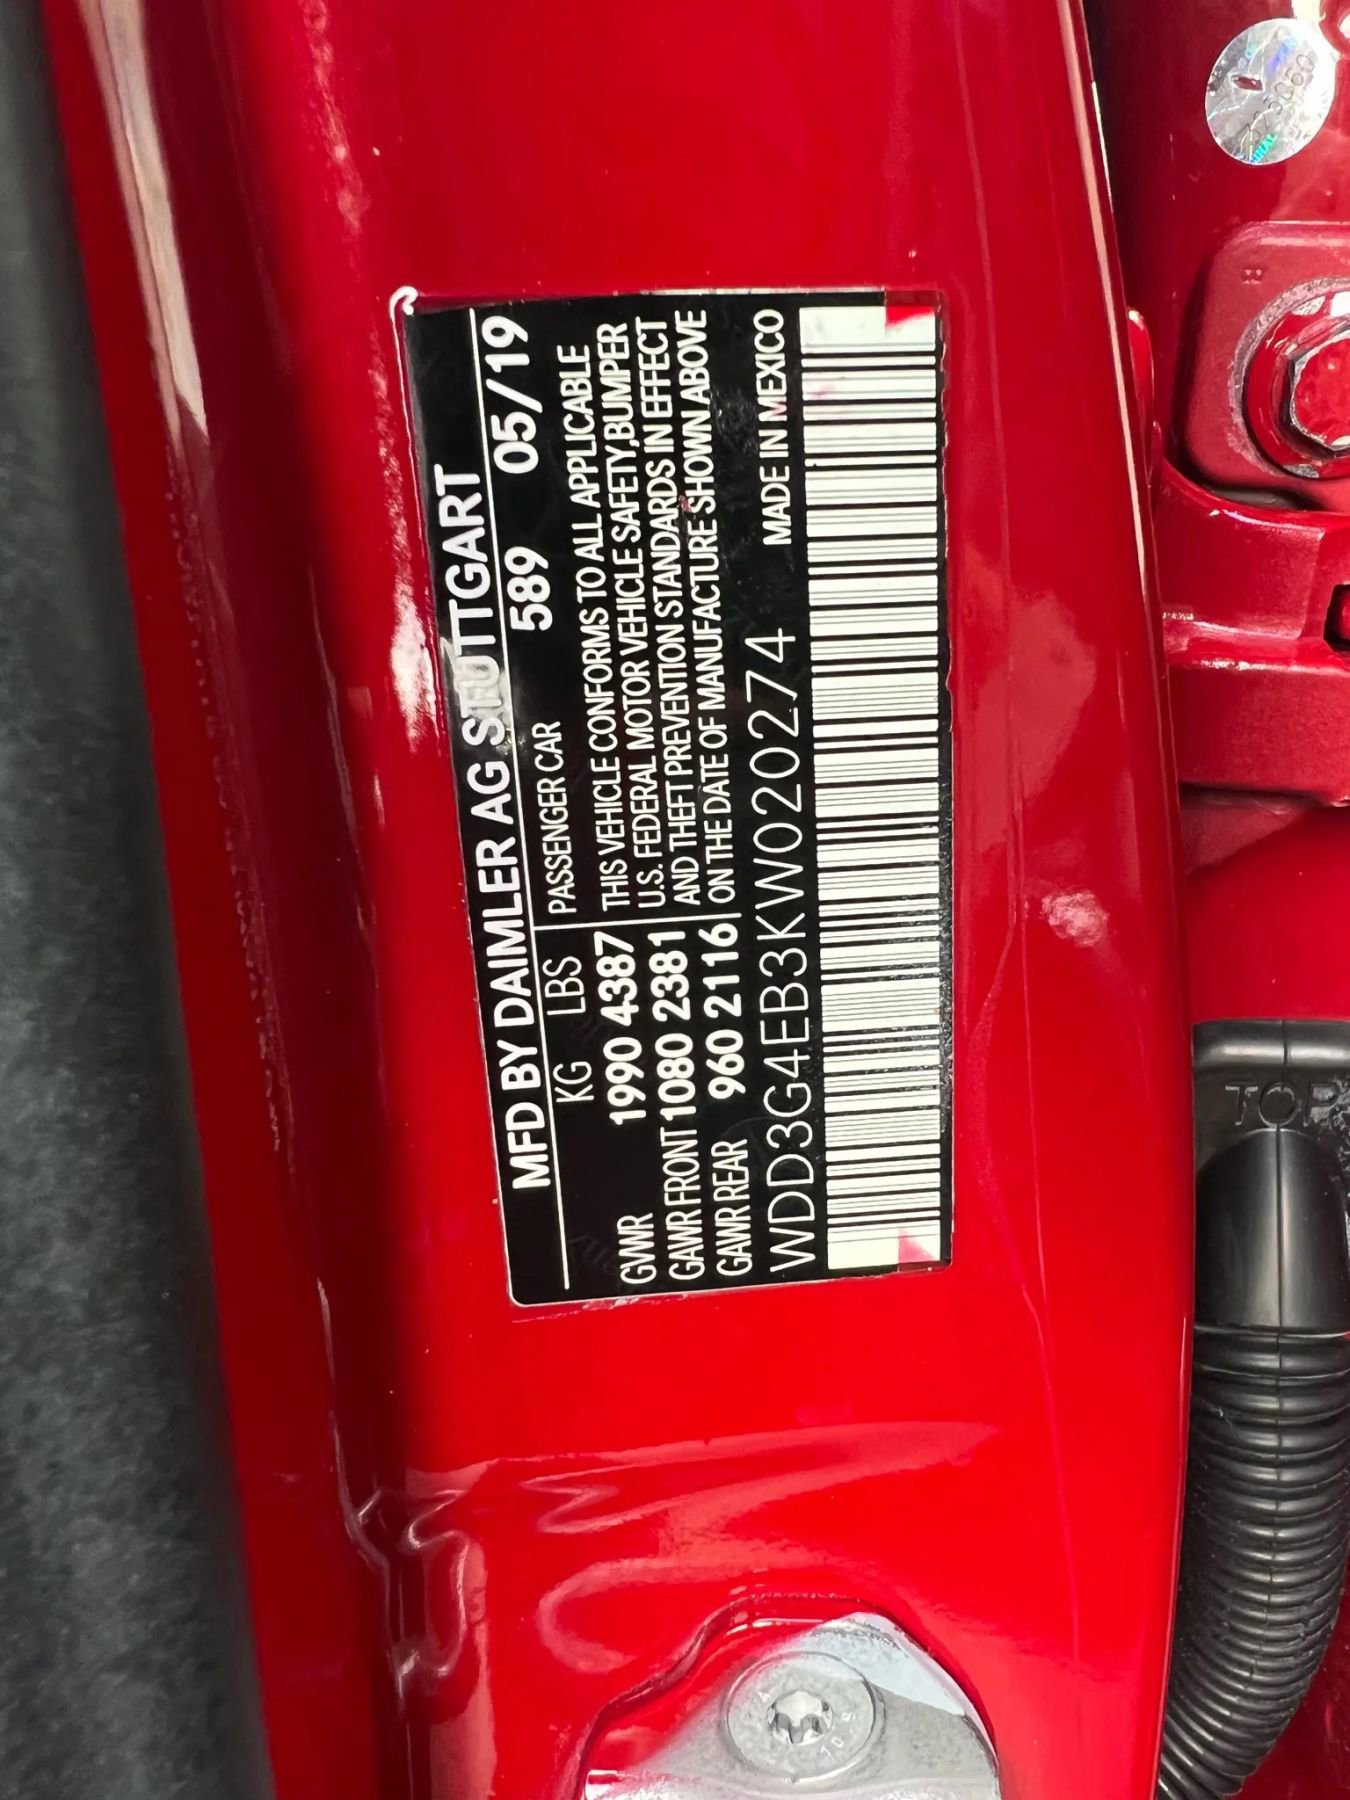 MFD BY DAIMLER AG STUTTGART
KG LBS PASSENGER CAR 589 05/19
GVWR 1990 4387 THIS VEHICLE CONFORMS TO ALL APPLICABLE
GAWR FRONT 1080 2381 U.S. FEDERAL MOTOR VEHICLE SAFETY,BUMPER
GAWR REAR 960 2116 AND THEFT PREVENTION STANDARDS IN EFFECT
ON THE DATE OF MANUFACTURE SHOWN ABOVE
WDD3G4EB3KW020274 MADE IN MEXICO
TOP
R